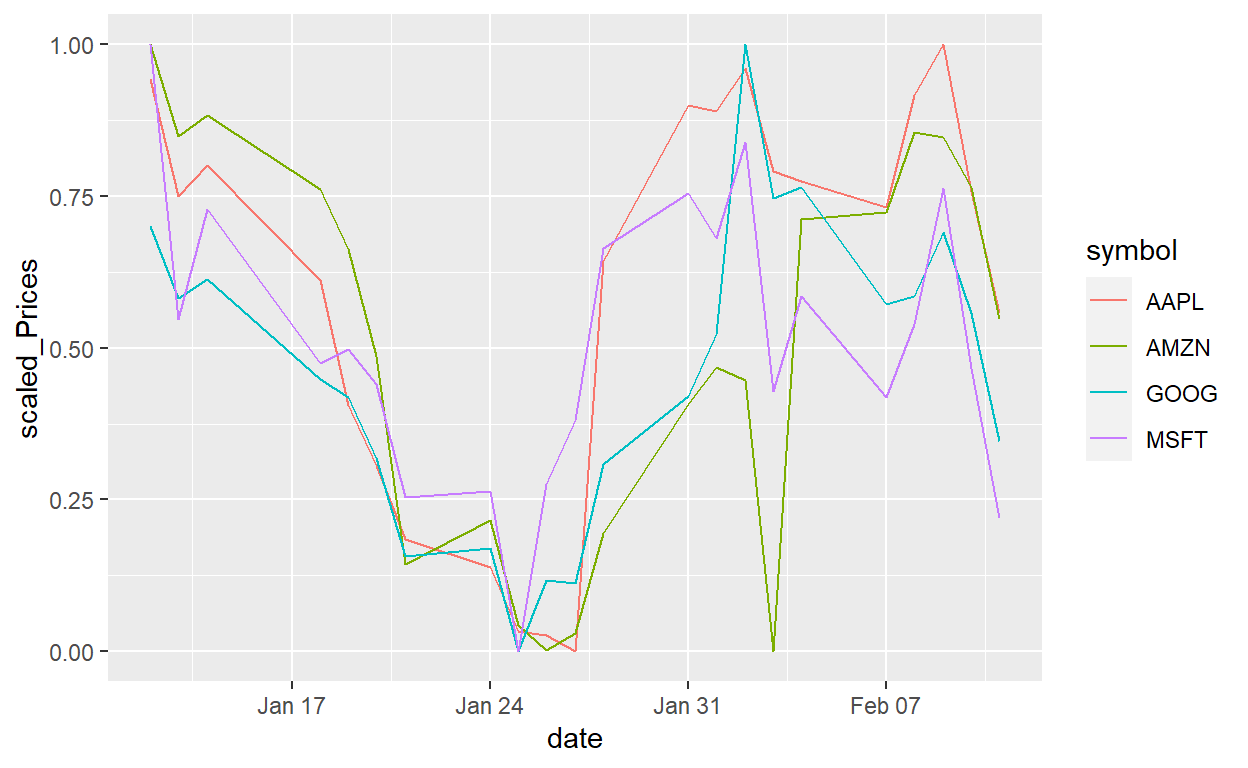 1.00
0.75
0.50
0.25
0.00
scaled_Prices
Jan 17 Jan 24 Jan 31 Feb 07
date
symbol
AAPL
AMZN
GOOG
MSFT